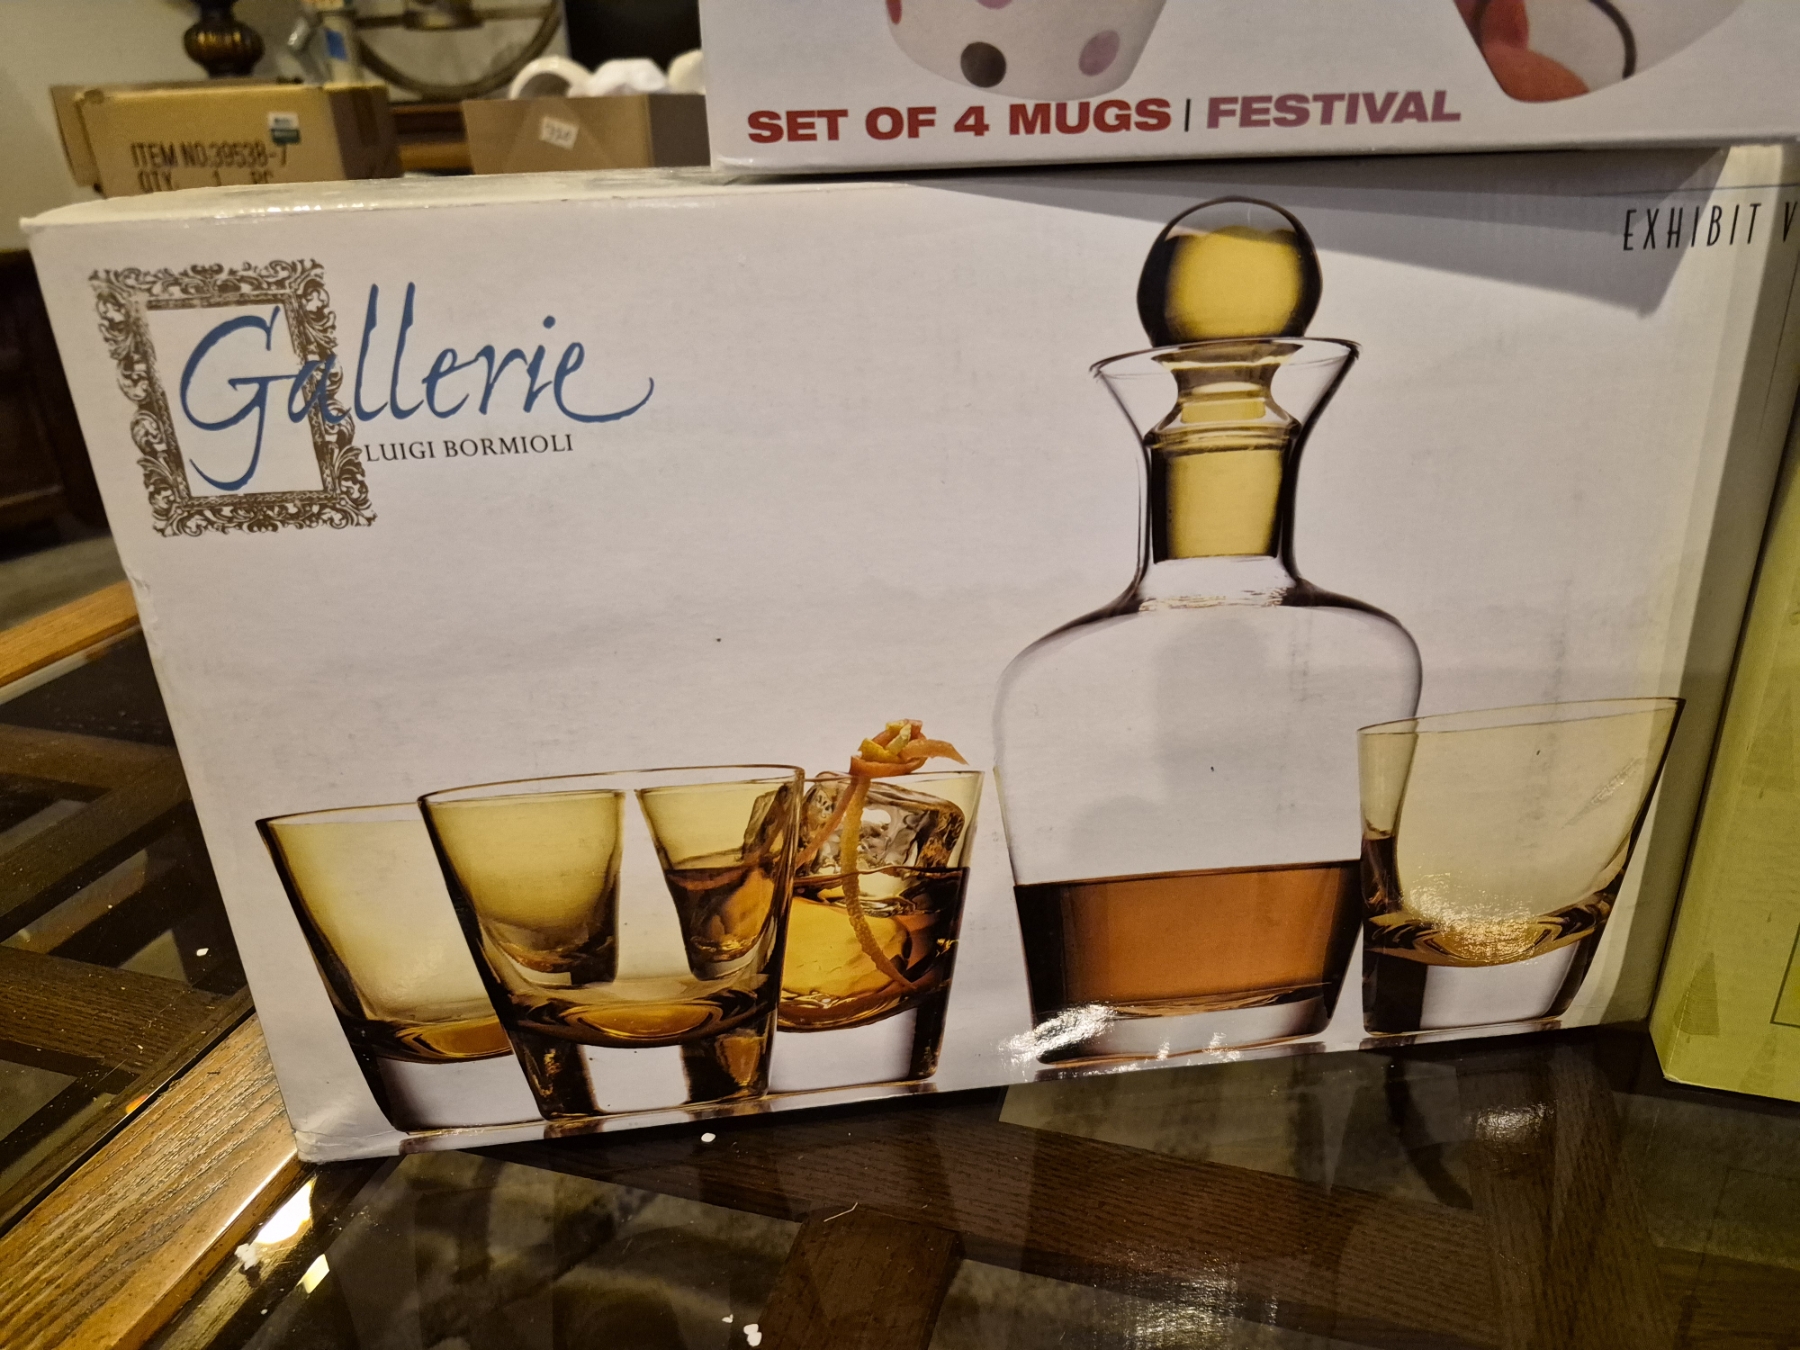 SET OF 4 MUGS | FESTIVAL
ITEM NO:39538-7
QTY. 1 PC
EXHIBIT V
Gallerie
LUIGI BORMIOLI